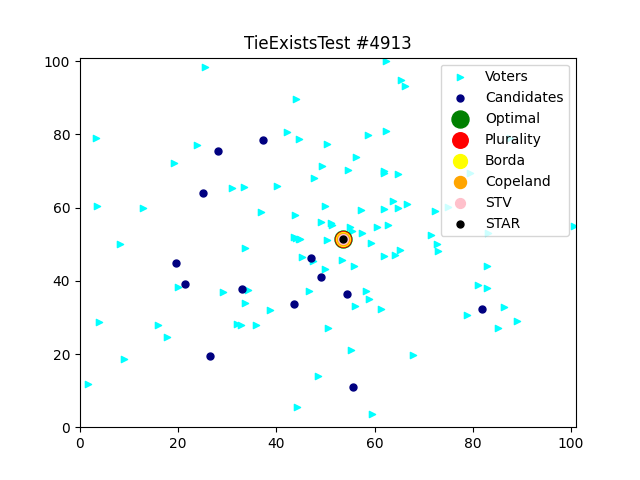 TieExistsTest #4913
100
80
60
40
20
0
0
20
40
60
80
100
Voters
Candidates
Optimal
Plurality
Borda
Copeland
STV
STAR